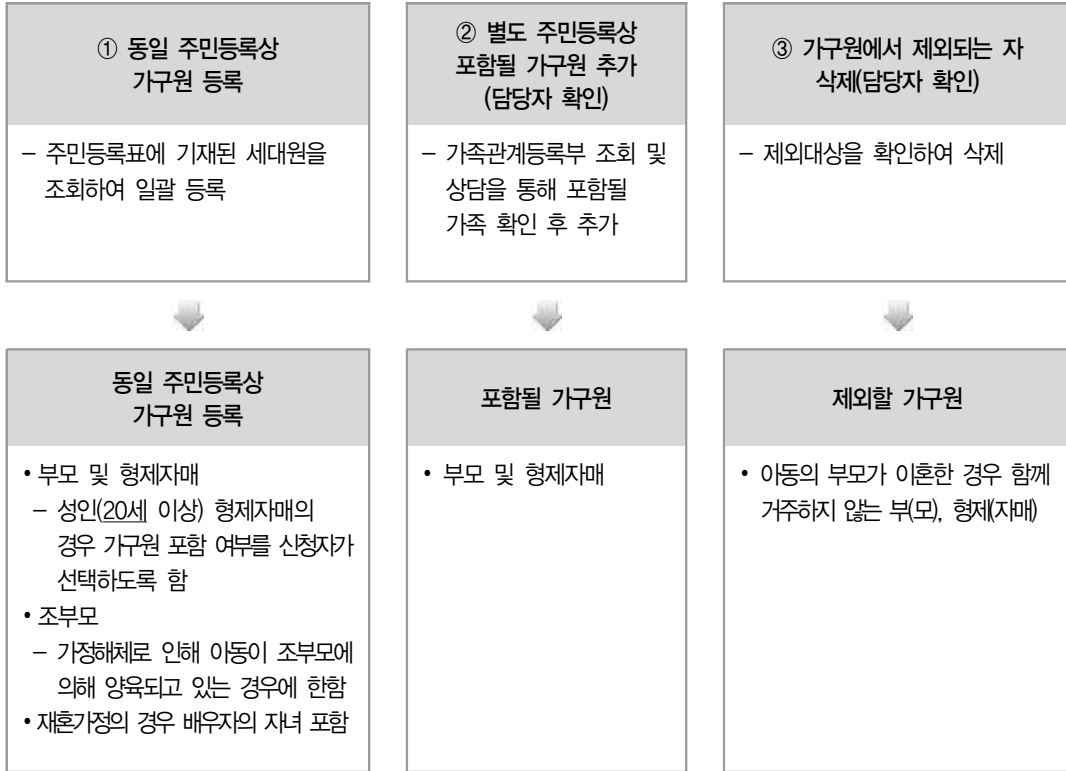 ① 동일 주민등록상
가구원 등록
– 주민등록표에 기재된 세대원을
조회하여 일괄 등록
② 별도 주민등록상
포함될 가구원 추가
(담당자 확인)
– 가족관계등록부 조회 및
상담을 통해 포함될
가족 확인 후 추가
③ 가구원에서 제외되는 자
삭제(담당자 확인)
– 제외대상을 확인하여 삭제
동일 주민등록상
가구원 등록
• 부모 및 형제자매
– 성인(20세 이상) 형제자매의
경우 가구원 포함 여부를 신청자가
선택하도록 함
• 조부모
– 가정해체로 인해 아동이 조부모에
의해 양육되고 있는 경우에 한함
• 재혼가정의 경우 배우자의 자녀 포함
포함될 가구원
• 부모 및 형제자매
제외할 가구원
• 아동의 부모가 이혼한 경우 함께
거주하지 않는 부(모), 형제(자매)